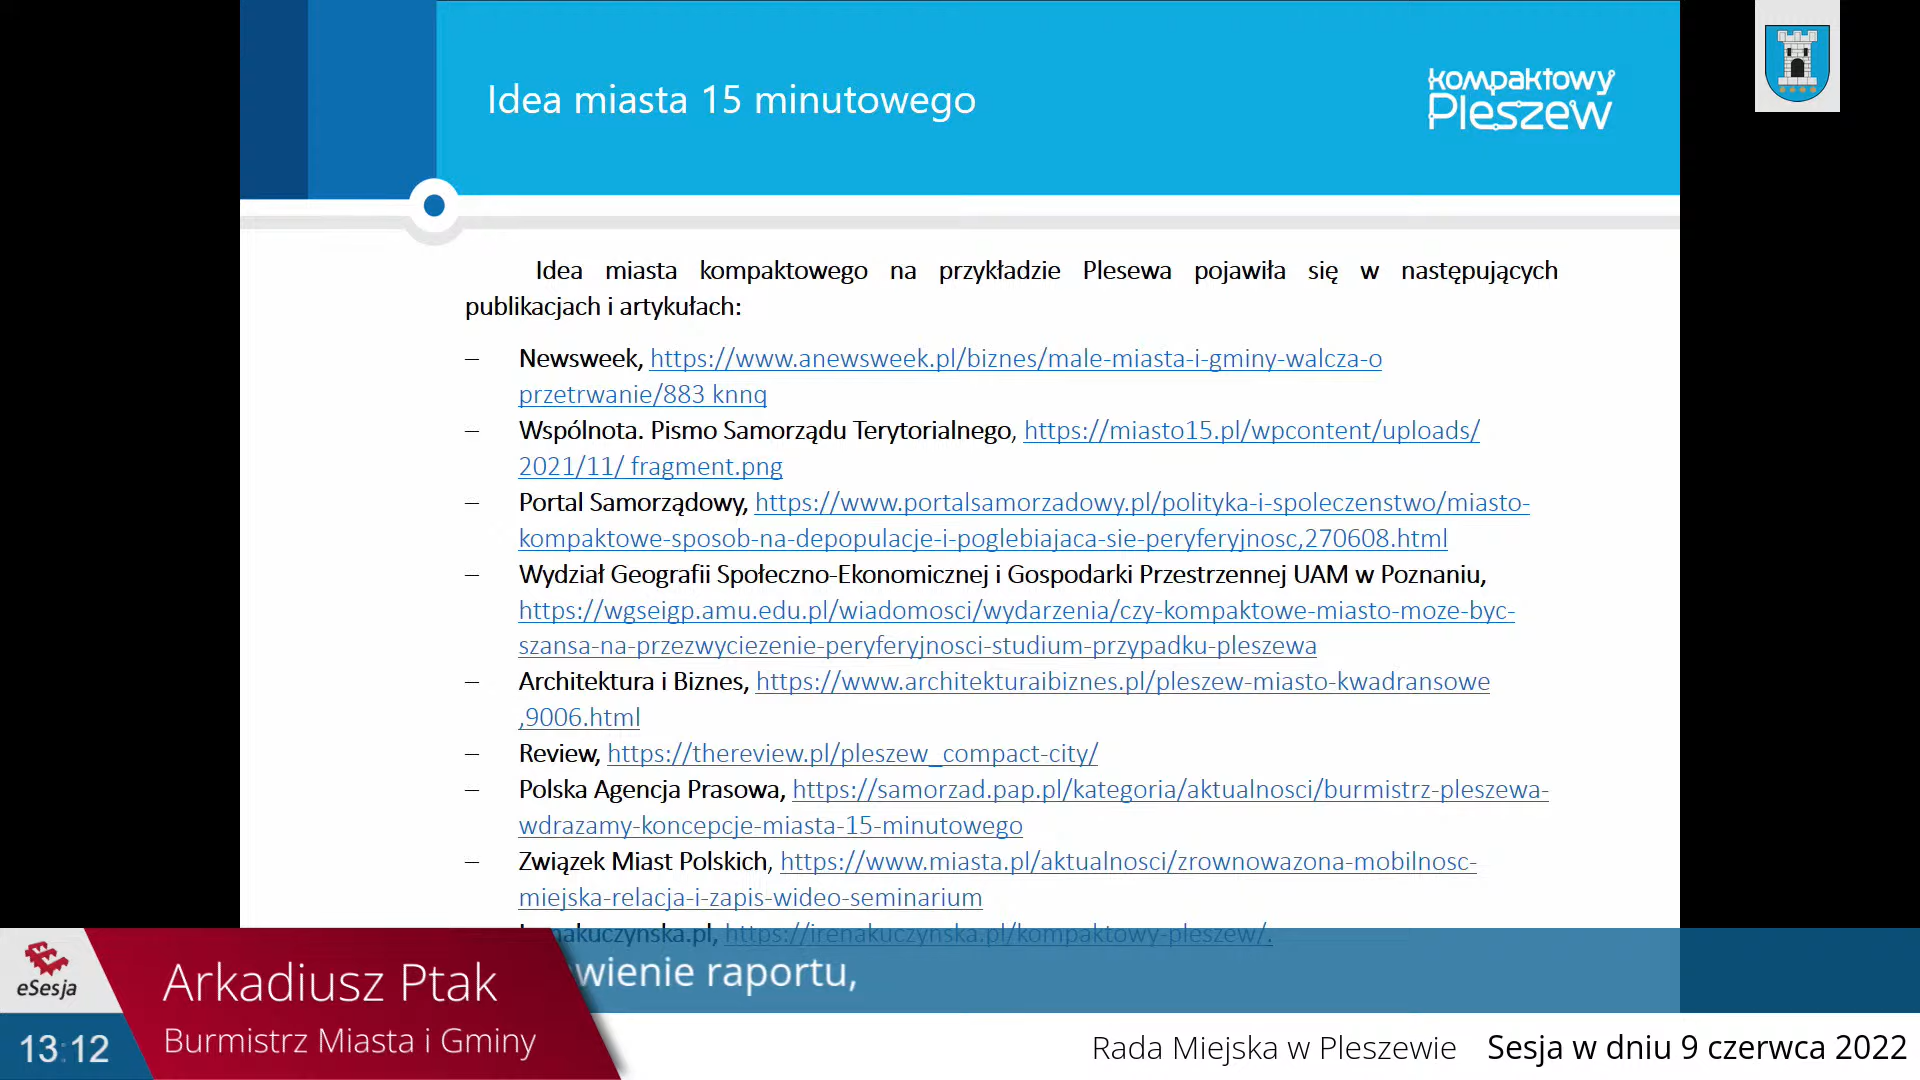 Idea miasta 15 minutowego
kompaktowy
Pleszew
Idea miasta kompaktowego na przykładzie Plesewa pojawiła się w następujących
publikacjach i artykułach:
– Newsweek, https://www.anewsweek.pl/biznes/male-miasta-i-gminy-walcza-o
przetrwanie/883 knnq
– Wspólnota. Pismo Samorządu Terytorialnego, https://miasto15.pl/wpcontent/uploads/
2021/11/ fragment.png
– Portal Samorządowy, https://www.portalsamorzadowy.pl/polityka-i-spoleczenstwo/miasto-
kompaktowe-sposob-na-depopulacje-i-poglebiajaca-sie-peryferyjnosc,270608.html
– Wydział Geografii Społeczno-Ekonomicznej i Gospodarki Przestrzennej UAM w Poznaniu,
https://wgseigp.amu.edu.pl/wiadomosci/wydarzenia/czy-kompaktowe-miasto-moze-byc-
szansa-na-przezwyciezenie-peryferyjnosci-studium-przypadku-pleszewa
– Architektura i Biznes, https://www.architekturaibiznes.pl/pleszew-miasto-kwadransowe
,9006.html
– Review, https://thereview.pl/pleszew_compact-city/
– Polska Agencja Prasowa, https://samorzad.pap.pl/kategoria/aktualnosci/burmistrz-pleszewa-
wdrazamy-koncepcje-miasta-15-minutowego
– Związek Miast Polskich, https://www.miasta.pl/aktualnosci/zrownowazona-mobilnosc-
miejska-relacja-i-zapis-wideo-seminarium
– Irenakuczynska.pl, https://irenakuczynska.pl/kompaktowy-pleszew/.
wienie raportu,
eSesja
Arkadiusz Ptak
Burmistrz Miasta i Gminy
13:12
Rada Miejska w Pleszewie Sesja w dniu 9 czerwca 2022